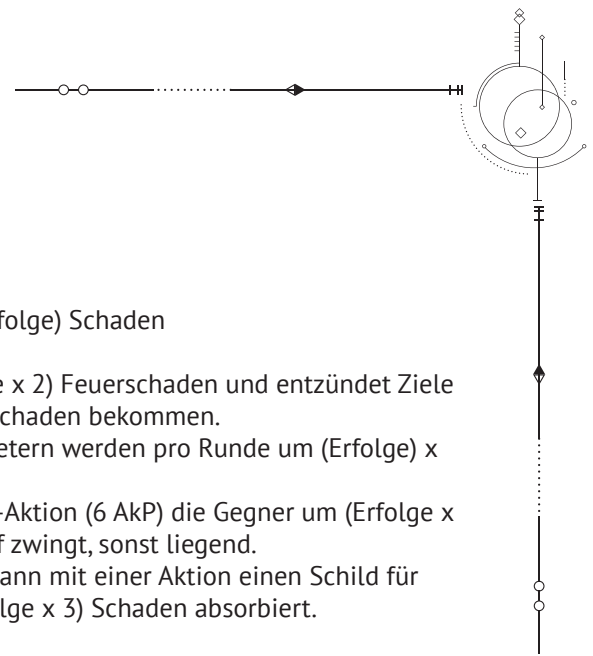 folge) Schaden
e x 2) Feuerschaden und entzündet Ziele
chaden bekommen.
etern werden pro Runde um (Erfolge) x
-Aktion (6 AkP) die Gegner um (Erfolge x
f zwingt, sonst liegend.
ann mit einer Aktion einen Schild für
lge x 3) Schaden absorbiert.